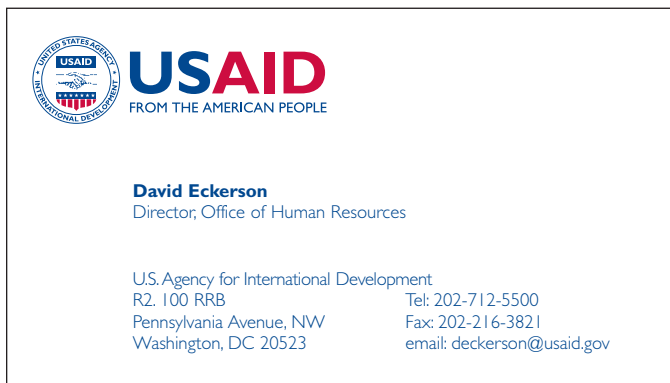 UNITED STATES AGENCY
USAID
INTERNATIONAL DEVELOPMENT
USAID
FROM THE AMERICAN PEOPLE
David Eckerson
Director, Office of Human Resources
U.S. Agency for International Development
R2. 100 RRB
Pennsylvania Avenue, NW
Washington, DC 20523
Tel: 202-712-5500
Fax: 202-216-3821
email: deckerson@usaid.gov